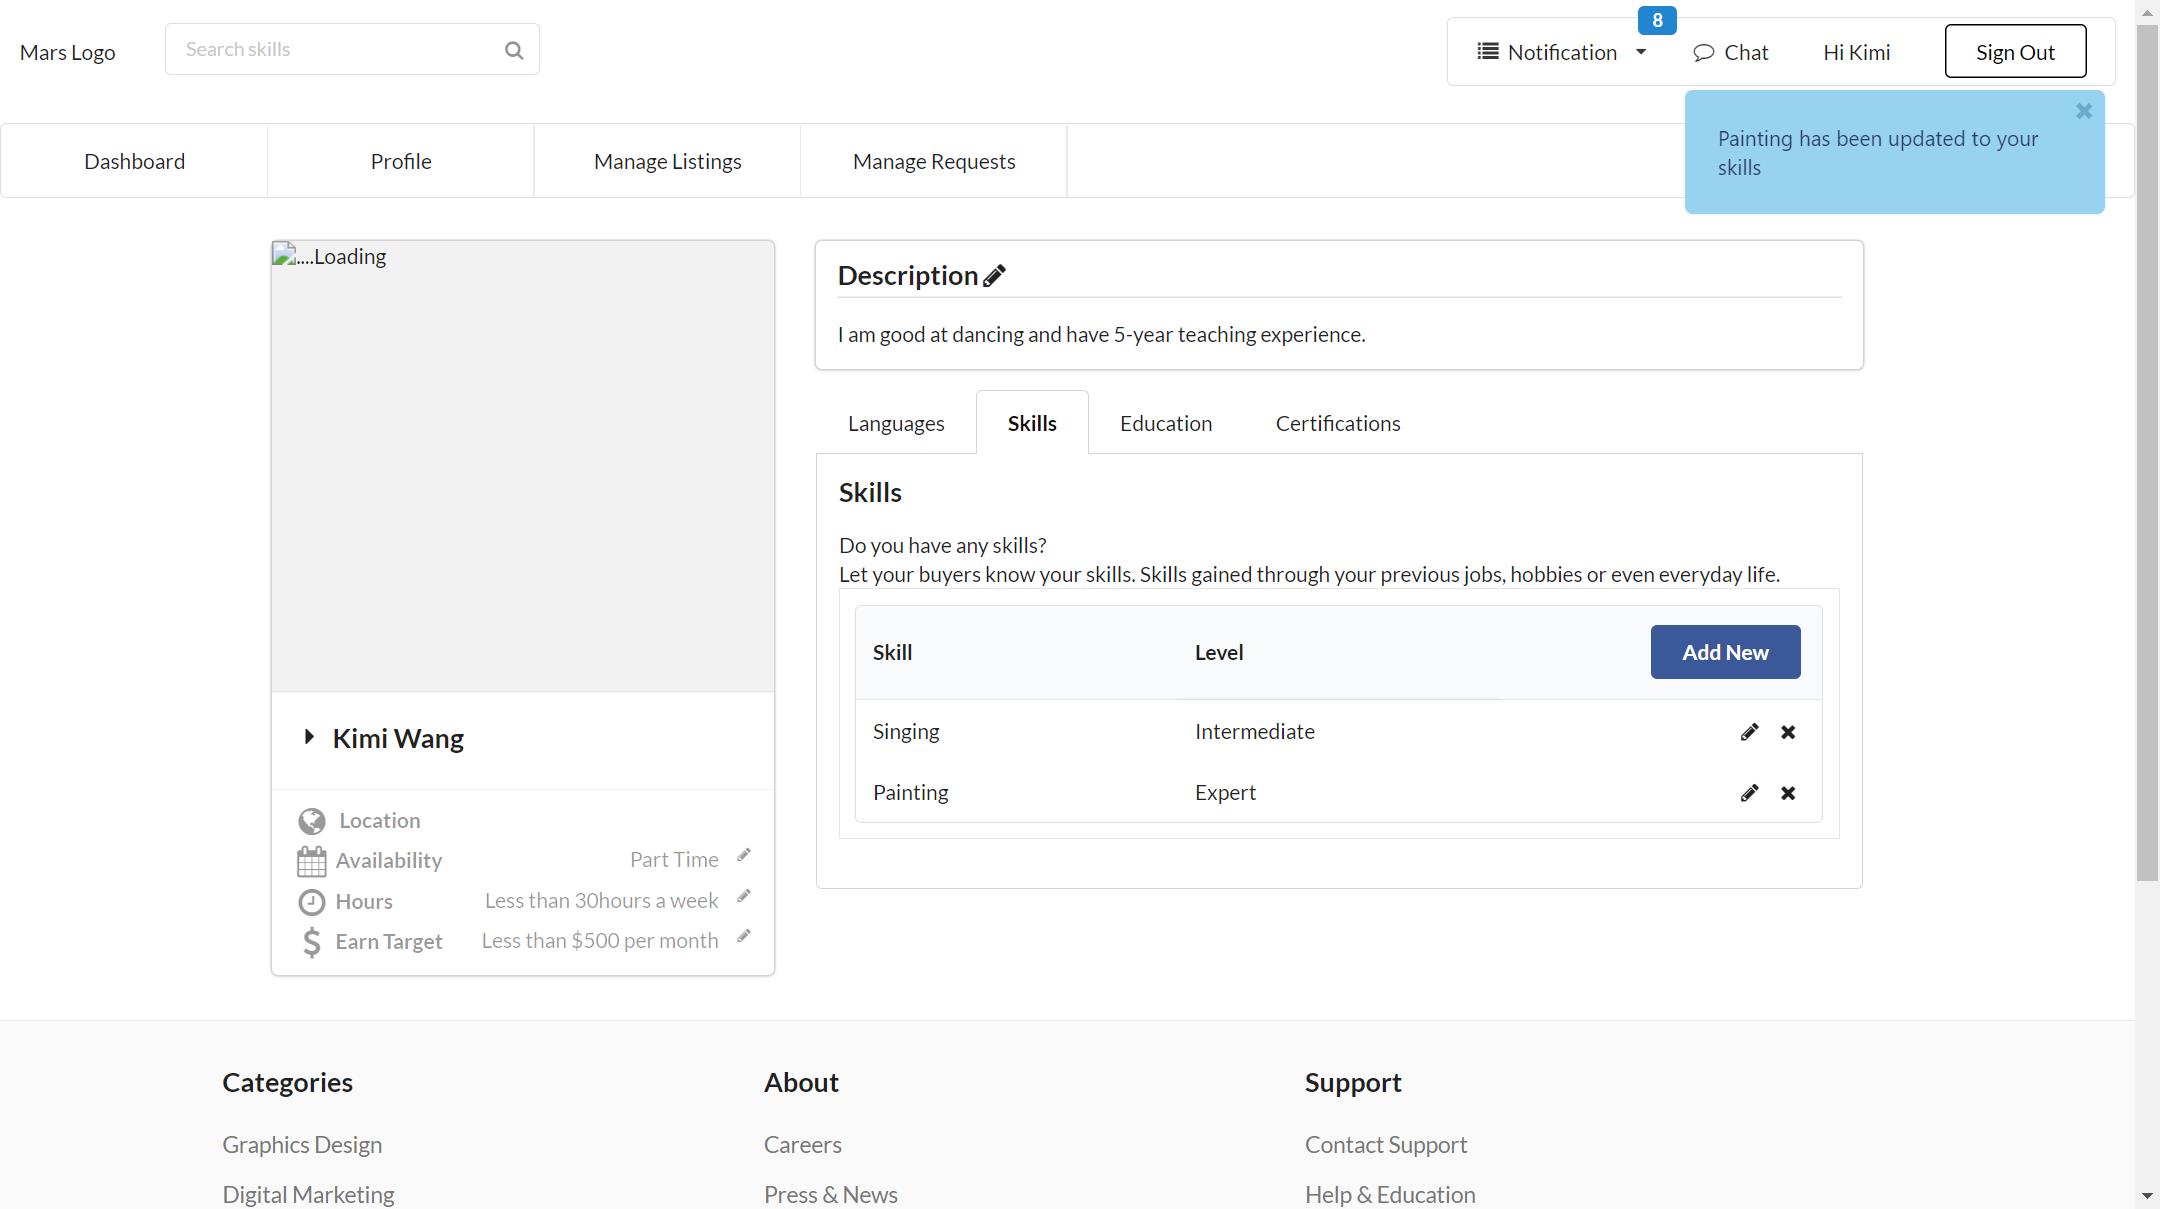 Mars Logo
Search skills
8
Notification
Chat
Hi Kimi
Sign Out
Painting has been updated to your
skills
Dashboard
Profile
Manage Listings
Manage Requests
....Loading
Kimi Wang
Location
Availability
Part Time
Hours
Less than 30hours a week
Earn Target
Less than $500 per month
Description
I am good at dancing and have 5-year teaching experience.
Languages
Skills
Education
Certifications
Skills
Do you have any skills?
Let your buyers know your skills. Skills gained through your previous jobs, hobbies or even everyday life.
Skill
Level
Add New
Singing
Intermediate
Painting
Expert
Categories
Graphics Design
Digital Marketing
About
Careers
Press & News
Support
Contact Support
Help & Education